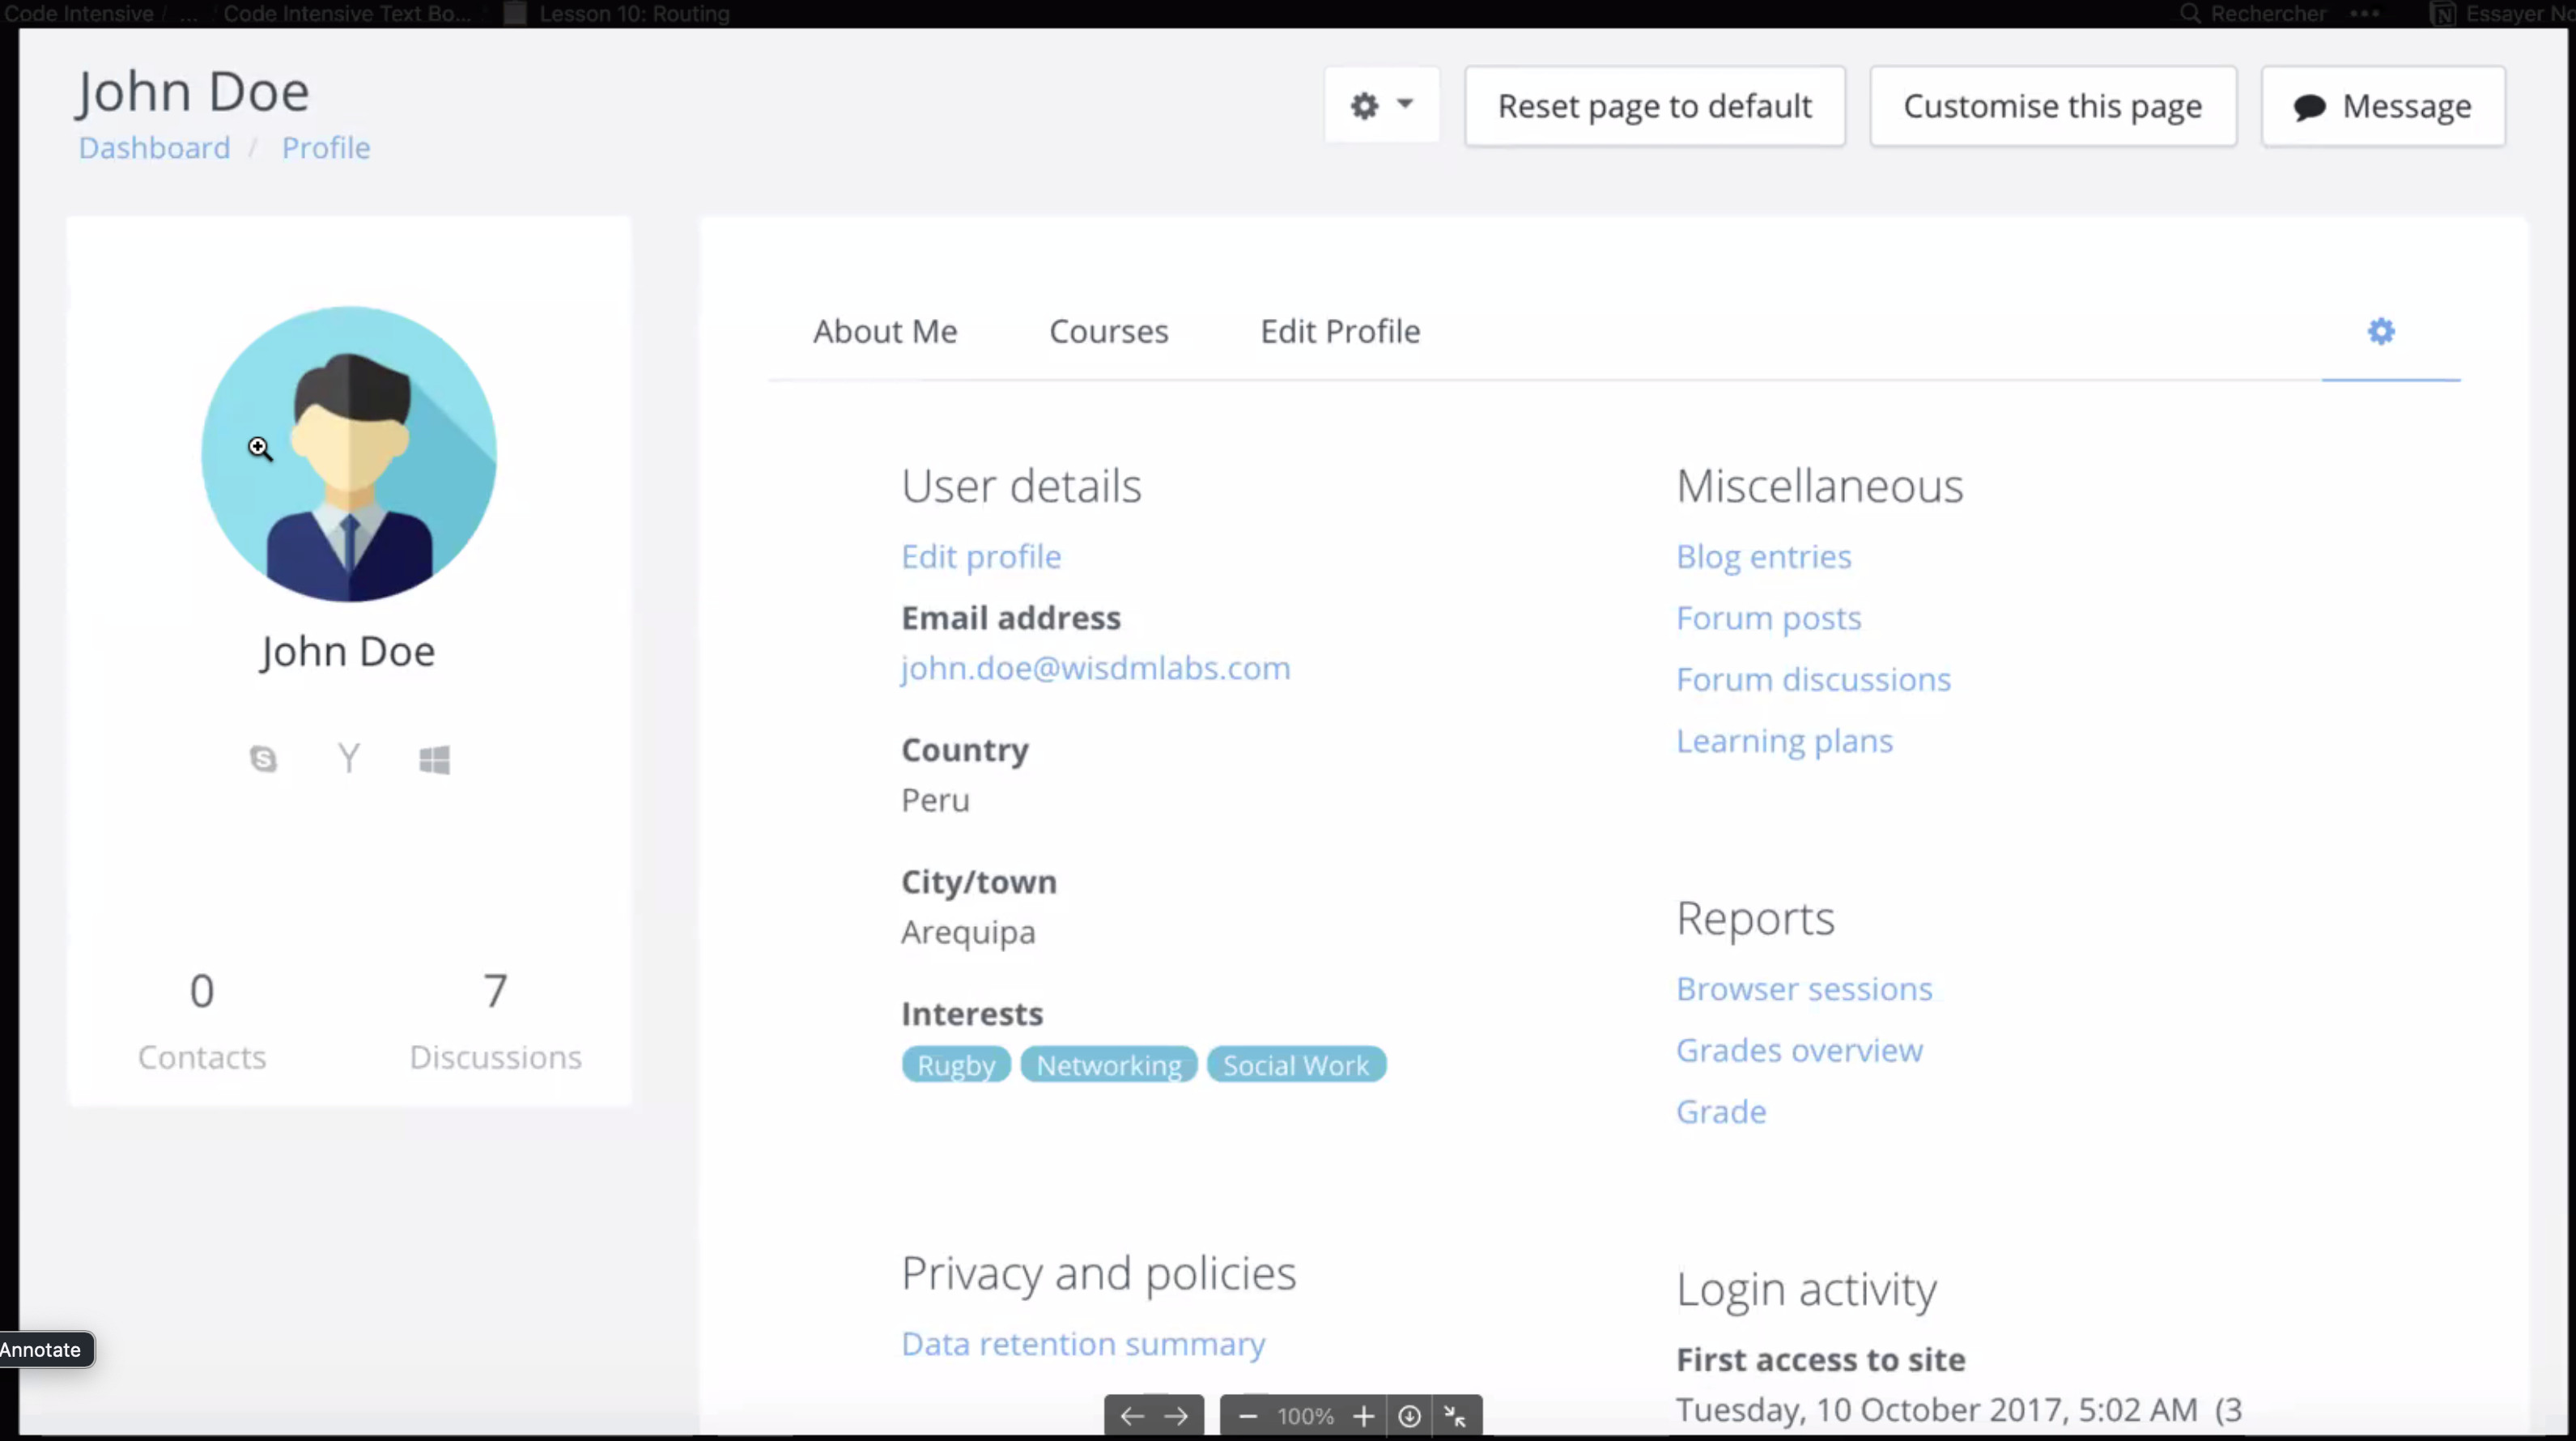 Code Intensive / ... / Code Intensive Text Bo... / Lesson 10: Routing
Rechercher ••• Essayer No
John Doe
Dashboard / Profile
Reset page to default
Customise this page
Message
John Doe
0 7
Contacts Discussions
About Me Courses Edit Profile
User details
Edit profile
Email address
john.doe@wisdmlabs.com
Country
Peru
City/town
Arequipa
Interests
Rugby Networking Social Work
Privacy and policies
Data retention summary
Miscellaneous
Blog entries
Forum posts
Forum discussions
Learning plans
Reports
Browser sessions
Grades overview
Grade
Login activity
First access to site
Tuesday, 10 October 2017, 5:02 AM (3
Annotate
100%